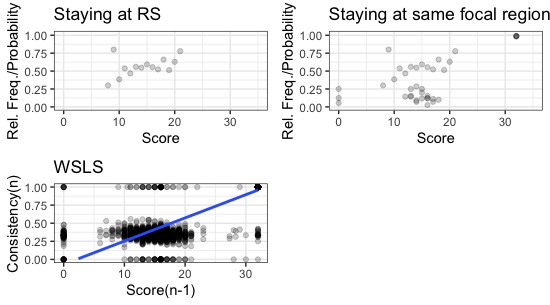 Staying at RS
Rel. Freq./Probability
1.00
0.75
0.50
0.25
0.00
0 10 20 30
Score
Staying at same focal region
Rel. Freq./Probability
1.00
0.75
0.50
0.25
0.00
0 10 20 30
Score
WSLS
Consistency(n)
1.00
0.75
0.50
0.25
0.00
0 10 20 30
Score(n-1)